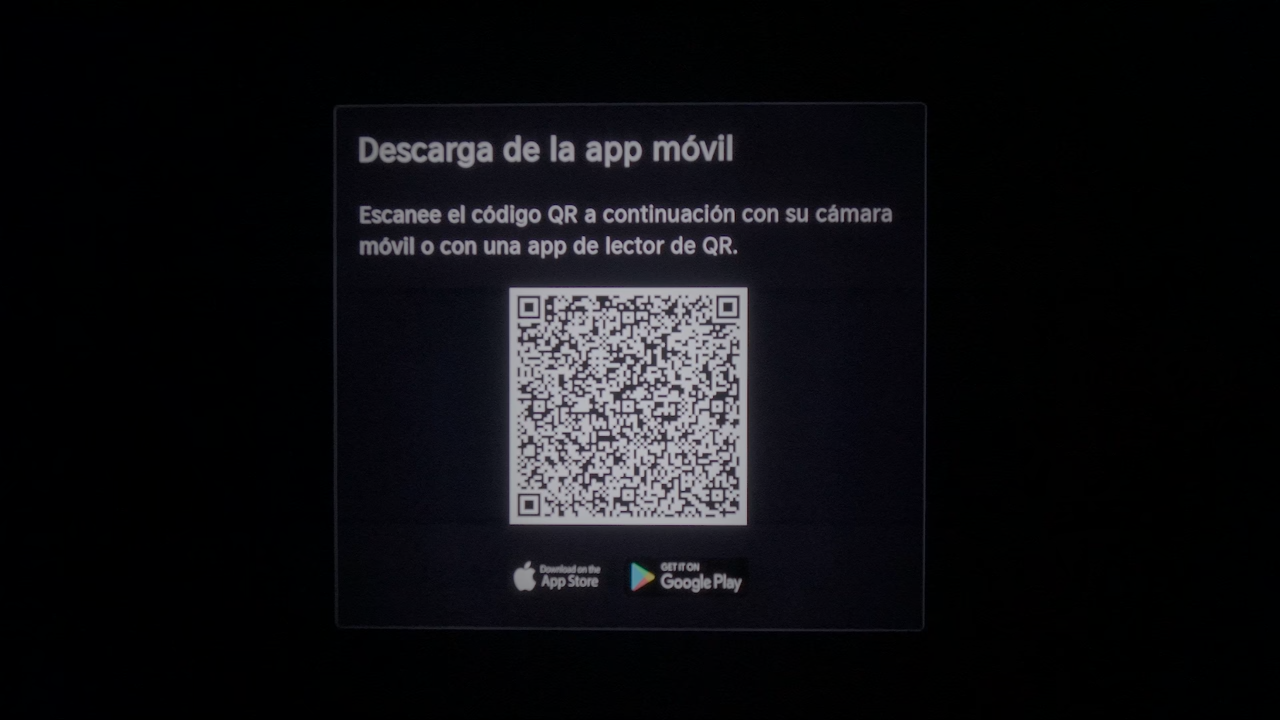 Descarga de la app móvil
Escanee el código QR a continuación con su cámara
móvil o con una app de lector de QR.
Download on the
App Store
GET IT ON
Google Play